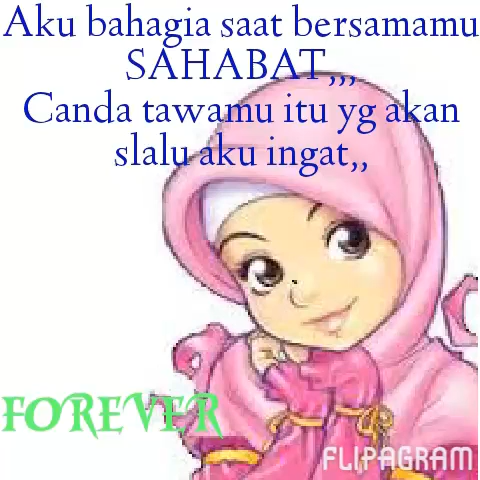 Aku bahagia saat bersamamu
SAHABAT,,,
Canda tawamu itu yg akan
slalu aku ingat,,
FOREVER
FLIPAGRAM